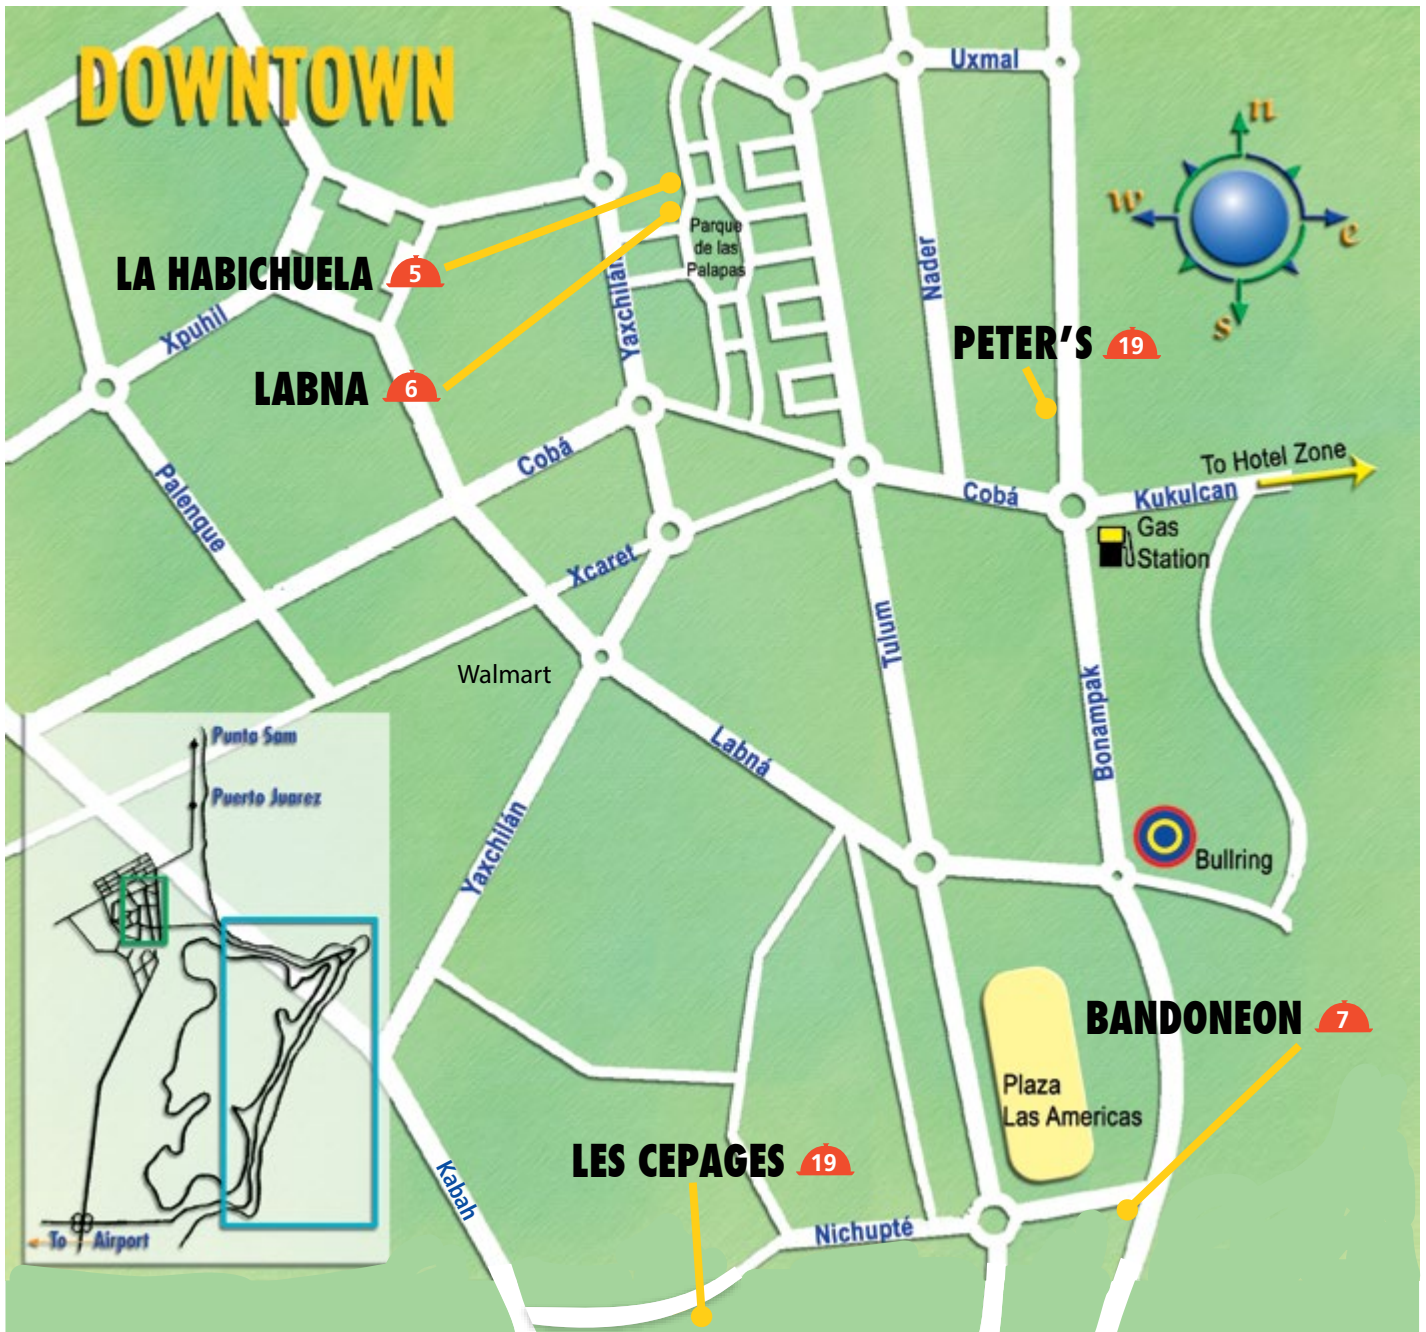 DOWNTOWN
Uxmal
n
w
e
s
Parque
de las
Palapas
LA HABICHUELA 5
Nader
Yaxchilán
Xpuhil
PETER'S 19
LABNA 6
Cobá
To Hotel Zone
Palenque
Cobá
Kukulcan
Gas
Station
Xcaret
Tulum
Walmart
Bonampak
Labná
Punta Sam
Puerto Juarez
Yaxchilán
Bullring
BANDONEON 7
Plaza
Las Americas
LES CEPAGES 19
Kabah
Nichupté
To Airport